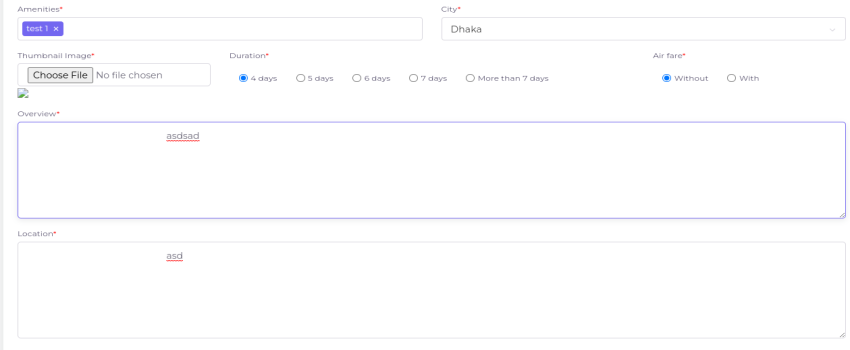 Amenities* City*
test 1 × Dhaka
Thumbnail Image* Duration* Air fare*
Choose File No file chosen 4 days 5 days 6 days 7 days More than 7 days Without With
Overview*
asdsad
Location*
asd